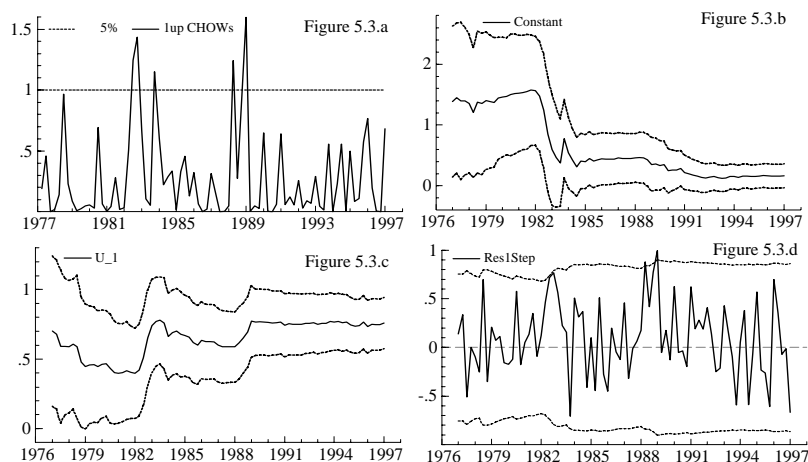 5%
1up CHOWs
Figure 5.3.a
1.5
1
.5
1977 1981 1985 1989 1993 1997
Constant
Figure 5.3.b
2
1
0
1976 1979 1982 1985 1988 1991 1994 1997
U_1
Figure 5.3.c
1
.5
0
1976 1979 1982 1985 1988 1991 1994 1997
Res1Step
Figure 5.3.d
1
.5
0
-.5
1976 1979 1982 1985 1988 1991 1994 1997